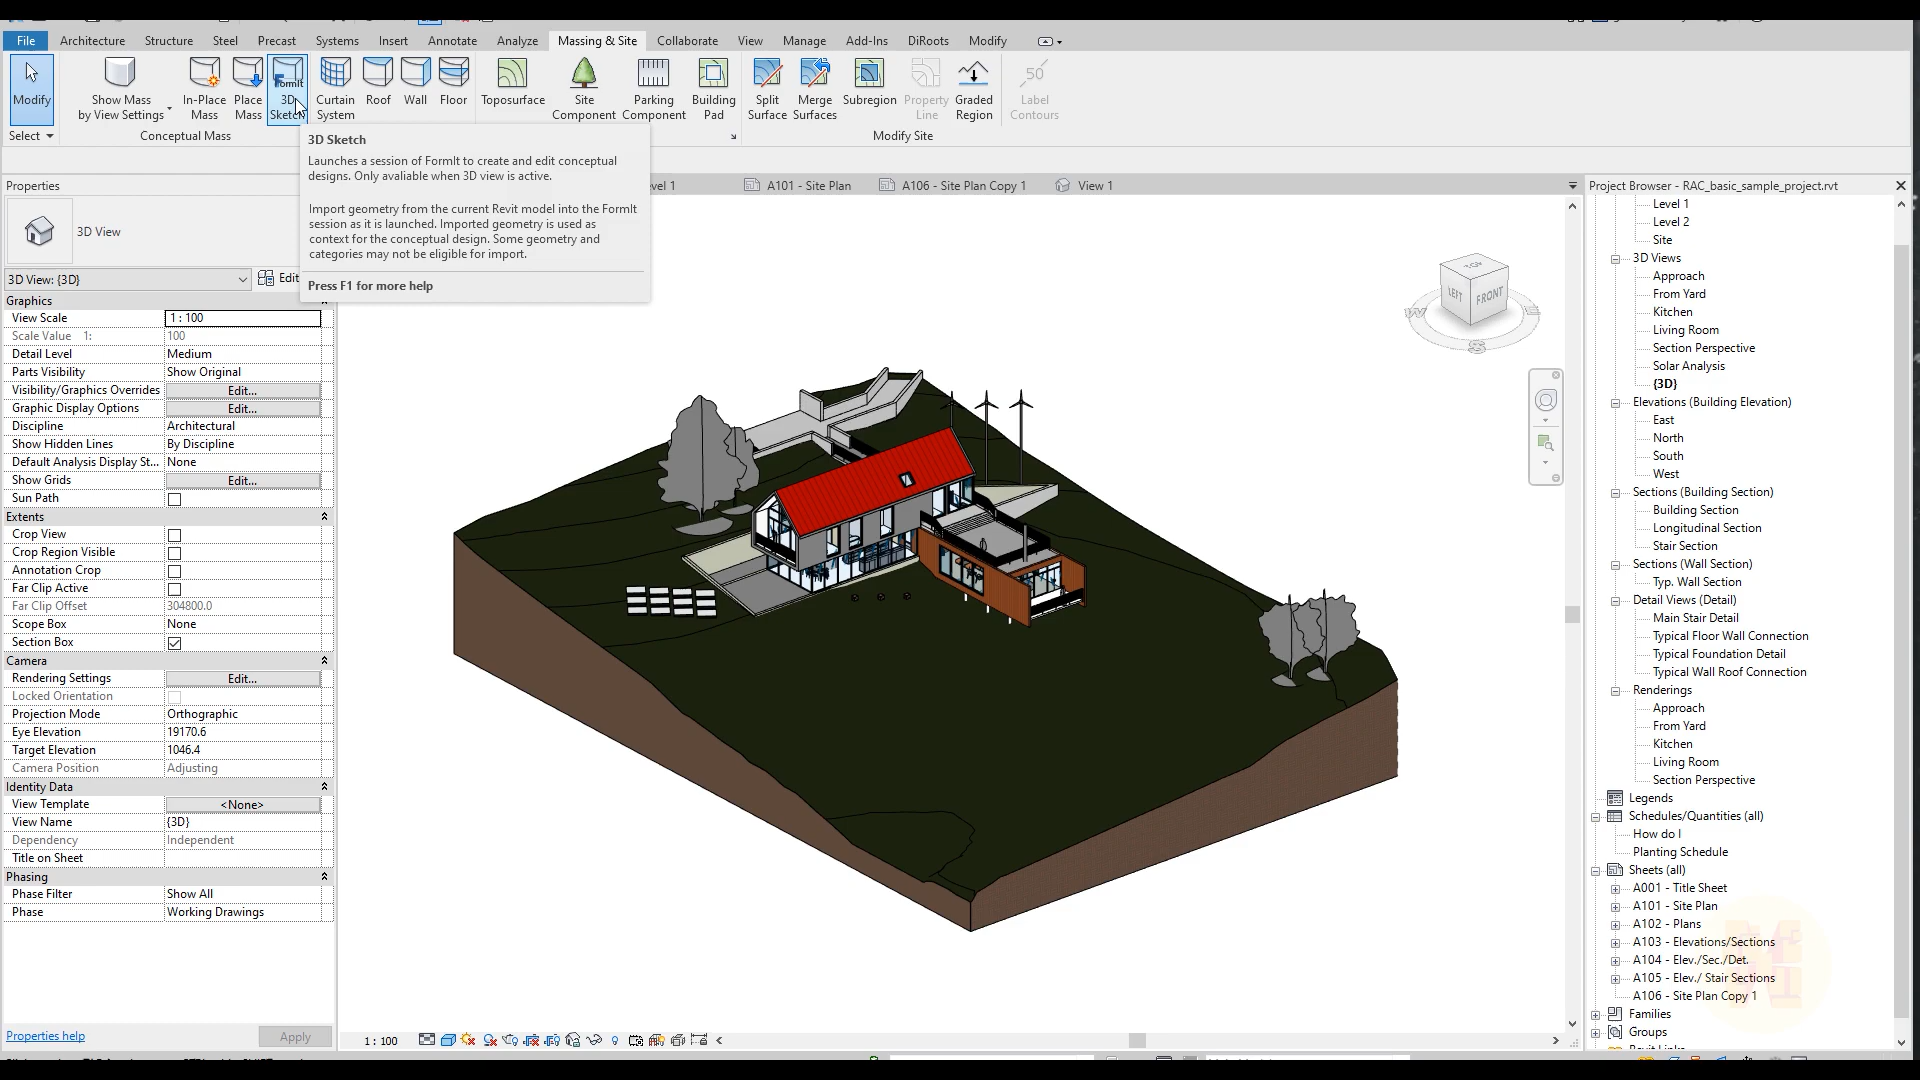 File Architecture Structure Steel Precast Systems Insert Annotate Analyze Massing & Site Collaborate View Manage Add-Ins DiRoots Modify
Modify
Show Mass
by View Settings
In-Place
Mass
Place
Mass
FormIt
3D
Sketch
Curtain
System
Roof
Wall
Floor
Toposurface
Site
Component
Parking
Component
Building
Pad
Split
Surface
Merge
Surfaces
Subregion
Property
Line
Graded
Region
50
Label
Contours
Select
Conceptual Mass
Modify Site
3D Sketch
Launches a session of FormIt to create and edit conceptual
designs. Only avaliable when 3D view is active.
Import geometry from the current Revit model into the FormIt
session as it is launched. Imported geometry is used as
context for the conceptual design. Some geometry and
categories may not be eligible for import.
Press F1 for more help
evel 1
A101 - Site Plan
A106 - Site Plan Copy 1
View 1
Properties
3D View
3D View: {3D}
Edit
Graphics
View Scale 1 : 100
Scale Value 1: 100
Detail Level Medium
Parts Visibility Show Original
Visibility/Graphics Overrides Edit...
Graphic Display Options Edit...
Discipline Architectural
Show Hidden Lines By Discipline
Default Analysis Display St... None
Show Grids Edit...
Sun Path
Extents
Crop View
Crop Region Visible
Annotation Crop
Far Clip Active
Far Clip Offset 304800.0
Scope Box None
Section Box
Camera
Rendering Settings Edit...
Locked Orientation
Projection Mode Orthographic
Eye Elevation 19170.6
Target Elevation 1046.4
Camera Position Adjusting
Identity Data
View Template <None>
View Name {3D}
Dependency Independent
Title on Sheet
Phasing
Phase Filter Show All
Phase Working Drawings
Properties help
Apply
TOP
LEFT
FRONT
W
E
S
1 : 100
Project Browser - RAC_basic_sample_project.rvt
Level 1
Level 2
Site
3D Views
Approach
From Yard
Kitchen
Living Room
Section Perspective
Solar Analysis
{3D}
Elevations (Building Elevation)
East
North
South
West
Sections (Building Section)
Building Section
Longitudinal Section
Stair Section
Sections (Wall Section)
Typ. Wall Section
Detail Views (Detail)
Main Stair Detail
Typical Floor Wall Connection
Typical Foundation Detail
Typical Wall Roof Connection
Renderings
Approach
From Yard
Kitchen
Living Room
Section Perspective
Legends
Schedules/Quantities (all)
How do I
Planting Schedule
Sheets (all)
A001 - Title Sheet
A101 - Site Plan
A102 - Plans
A103 - Elevations/Sections
A104 - Elev./Sec./Det.
A105 - Elev./ Stair Sections
A106 - Site Plan Copy 1
Families
Groups